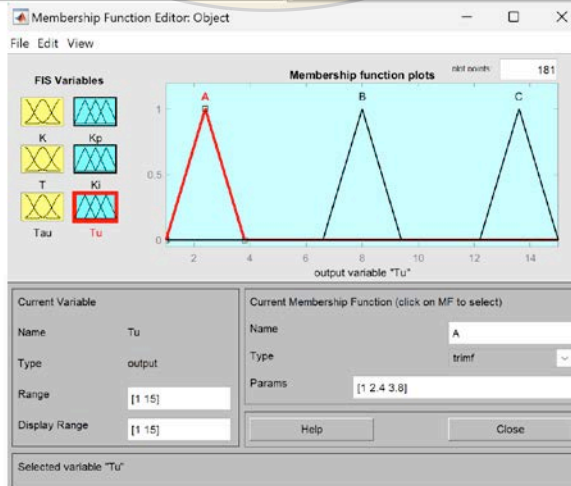 Membership Function Editor: Object
File Edit View
FIS Variables
K Kp
T Ki
Tau Tu
Membership function plots
plot points: 181
A B C
1
0.5
0
2 4 6 8 10 12 14
output variable "Tu"
Current Variable
Name Tu
Type output
Range [1 15]
Display Range [1 15]
Current Membership Function (click on MF to select)
Name A
Type trimf
Params [1 2.4 3.8]
Help Close
Selected variable "Tu"